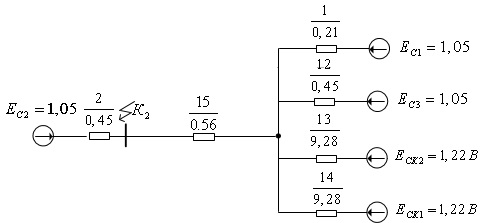 1
0,21
E_{C1} = 1,05
12
0,45
E_{C3} = 1,05
E_{C2} = 1,05
2
0,45
K_2
15
0.56
13
9,28
E_{CK2} = 1,22 В
14
9,28
E_{CK1} = 1,22 В